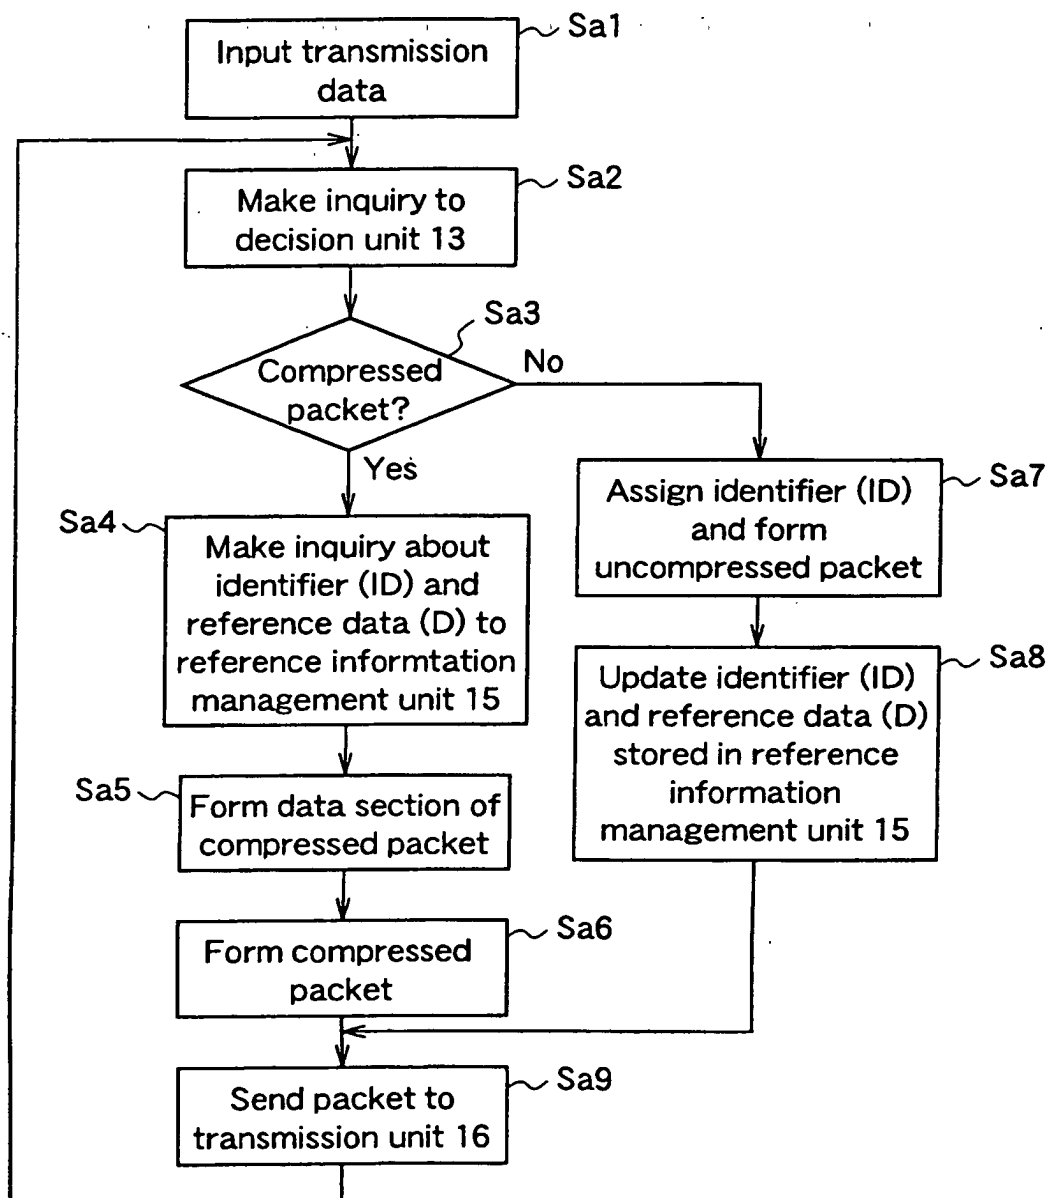 Sa1
Input transmission
data
Sa2
Make inquiry to
decision unit 13
Sa3
Compressed
packet?
No
Yes
Sa4
Make inquiry about
identifier (ID) and
reference data (D) to
reference informtation
management unit 15
Sa7
Assign identifier (ID)
and form
uncompressed packet
Sa8
Update identifier (ID)
and reference data (D)
stored in reference
information
management unit 15
Sa5
Form data section of
compressed packet
Sa6
Form compressed
packet
Sa9
Send packet to
transmission unit 16